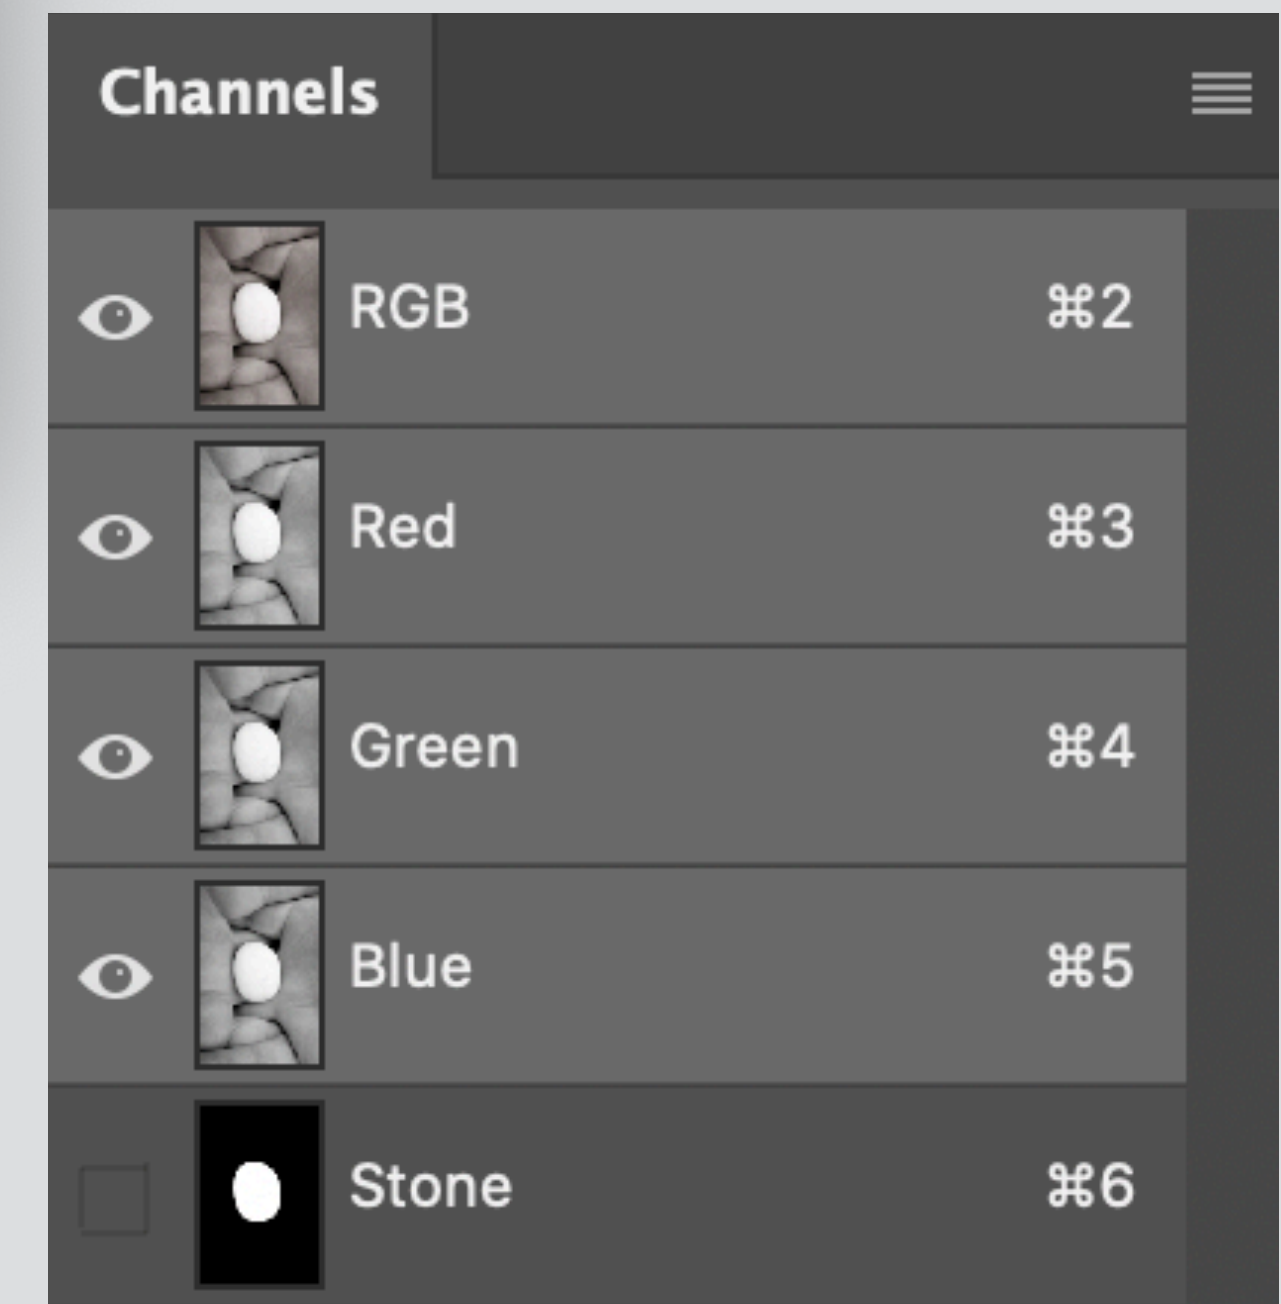 Channels
RGB ⌘2
Red ⌘3
Green ⌘4
Blue ⌘5
Stone ⌘6